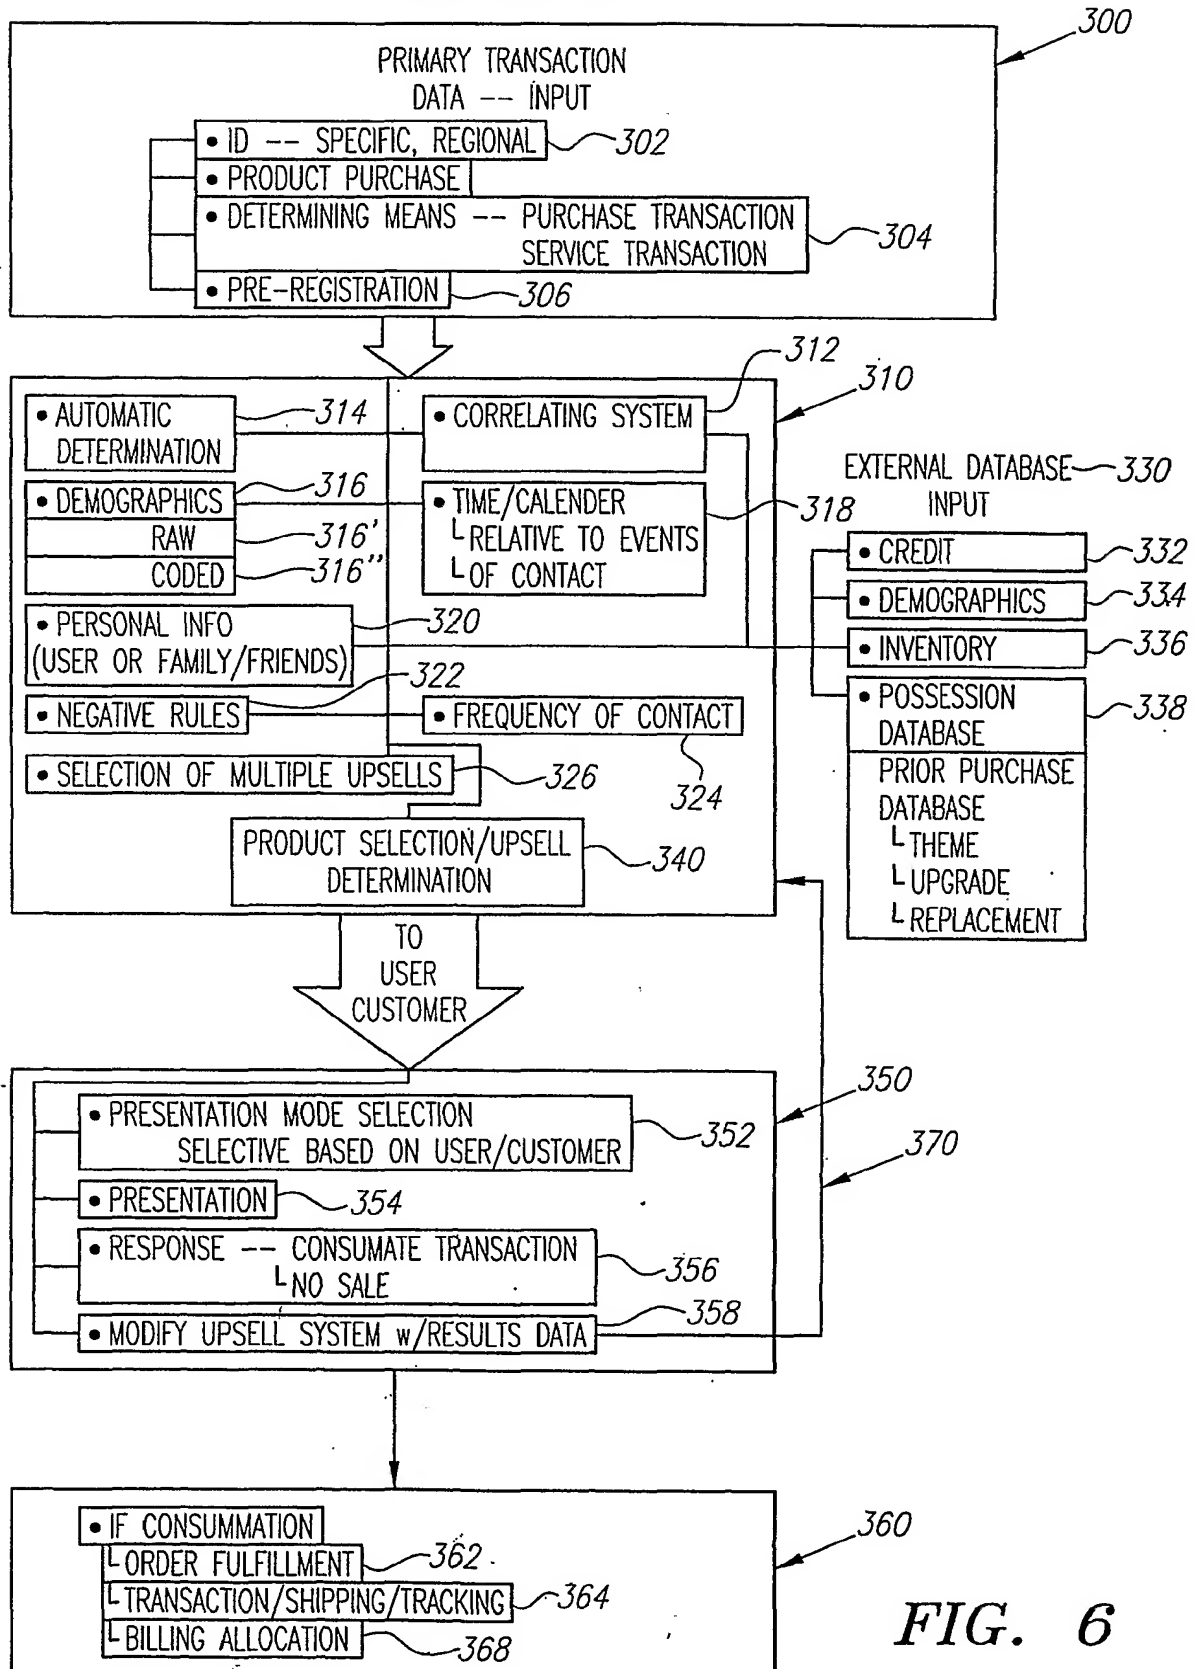 300
PRIMARY TRANSACTION
DATA -- INPUT
• ID -- SPECIFIC, REGIONAL
302
• PRODUCT PURCHASE
• DETERMINING MEANS -- PURCHASE TRANSACTION
SERVICE TRANSACTION
304
• PRE-REGISTRATION
306
312
310
• AUTOMATIC
DETERMINATION
314
• CORRELATING SYSTEM
• DEMOGRAPHICS
316
RAW
316'
CODED
316"
• TIME/CALENDER
└ RELATIVE TO EVENTS
└ OF CONTACT
318
EXTERNAL DATABASE
INPUT
330
• CREDIT
332
• DEMOGRAPHICS
334
• INVENTORY
336
• POSSESSION
DATABASE
338
PRIOR PURCHASE
DATABASE
└ THEME
└ UPGRADE
└ REPLACEMENT
• PERSONAL INFO
(USER OR FAMILY/FRIENDS)
320
322
• NEGATIVE RULES
• FREQUENCY OF CONTACT
324
• SELECTION OF MULTIPLE UPSELLS
326
PRODUCT SELECTION/UPSELL
DETERMINATION
340
TO
USER
CUSTOMER
350
370
• PRESENTATION MODE SELECTION
SELECTIVE BASED ON USER/CUSTOMER
352
• PRESENTATION
354
• RESPONSE -- CONSUMATE TRANSACTION
└ NO SALE
356
358
• MODIFY UPSELL SYSTEM w/RESULTS DATA
360
• IF CONSUMMATION
└ ORDER FULFILLMENT
362
└ TRANSACTION/SHIPPING/TRACKING
364
└ BILLING ALLOCATION
368
FIG. 6